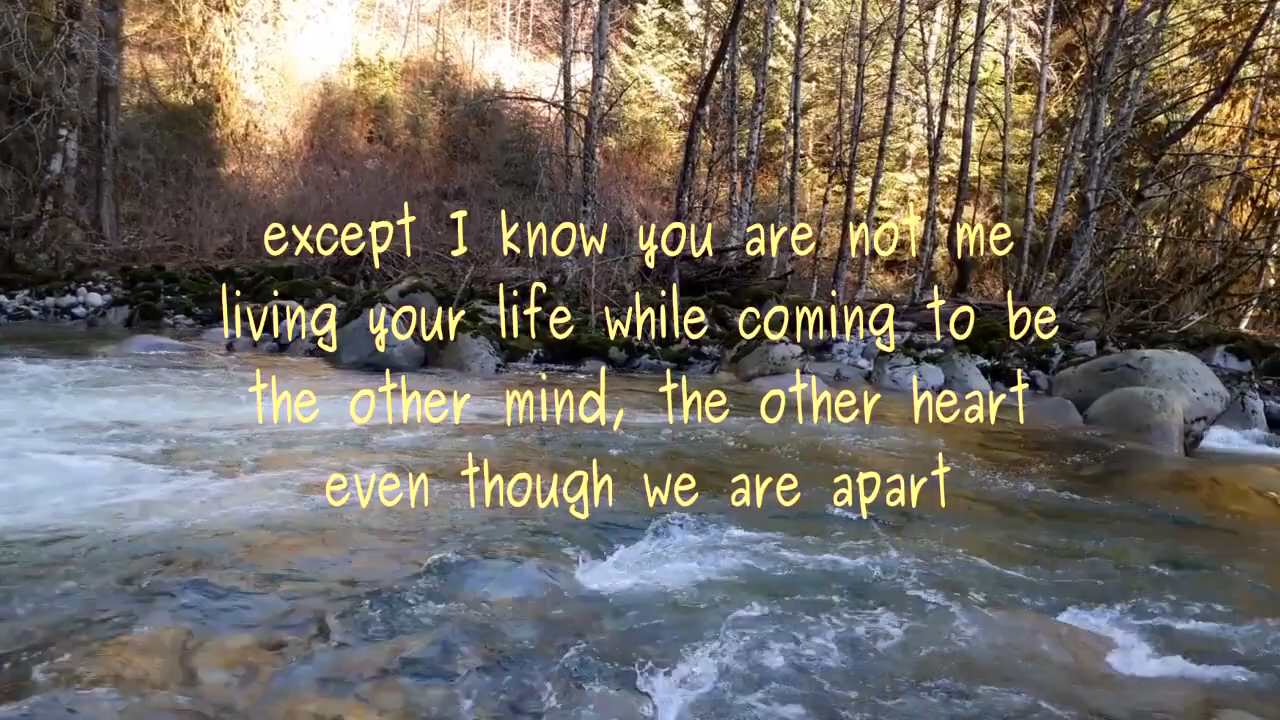 except I know you are not me
living your life while coming to be
the other mind, the other heart
even though we are apart